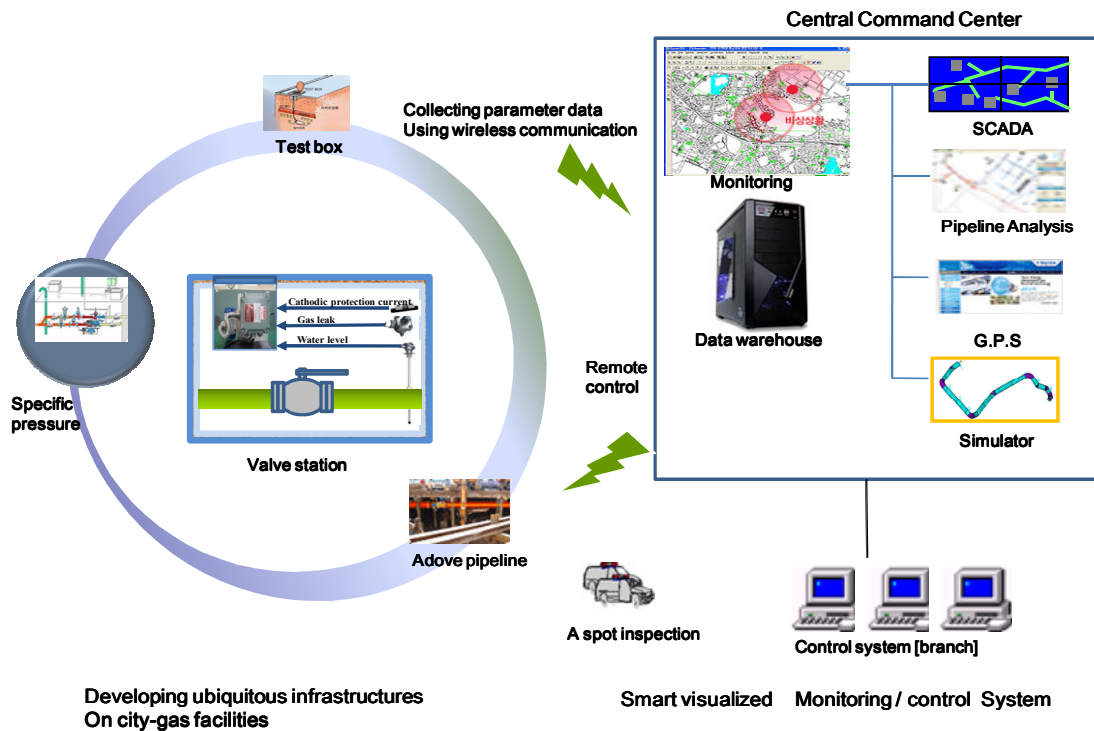 Central Command Center
TEST BOX
Test box
Collecting parameter data
Using wireless communication
비상상황
Monitoring
SCADA
Pipeline Analysis
Data warehouse
G.P.S
Simulator
Cathodic protection current
Gas leak
Water level
Specific
pressure
Valve station
Remote
control
Adove pipeline
A spot inspection
Control system [branch]
Developing ubiquitous infrastructures
On city-gas facilities
Smart visualized Monitoring / control System